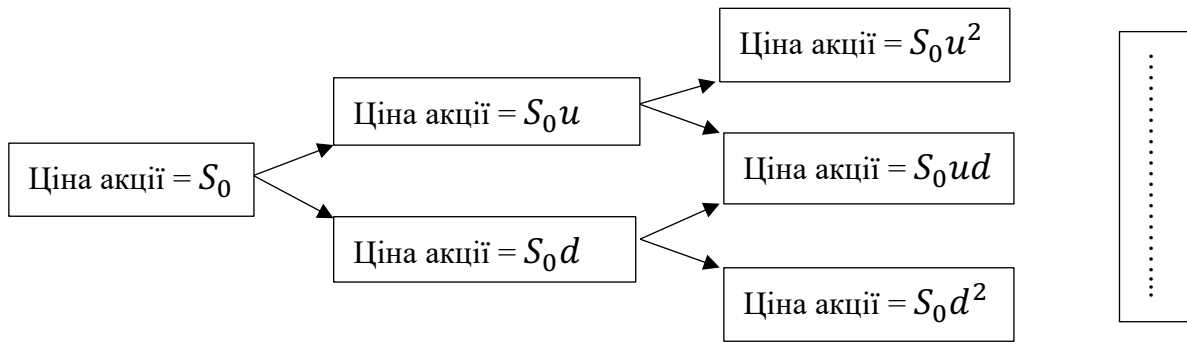 Ціна акції = S₀
Ціна акції = S₀u
Ціна акції = S₀d
Ціна акції = S₀u²
Ціна акції = S₀ud
Ціна акції = S₀d²